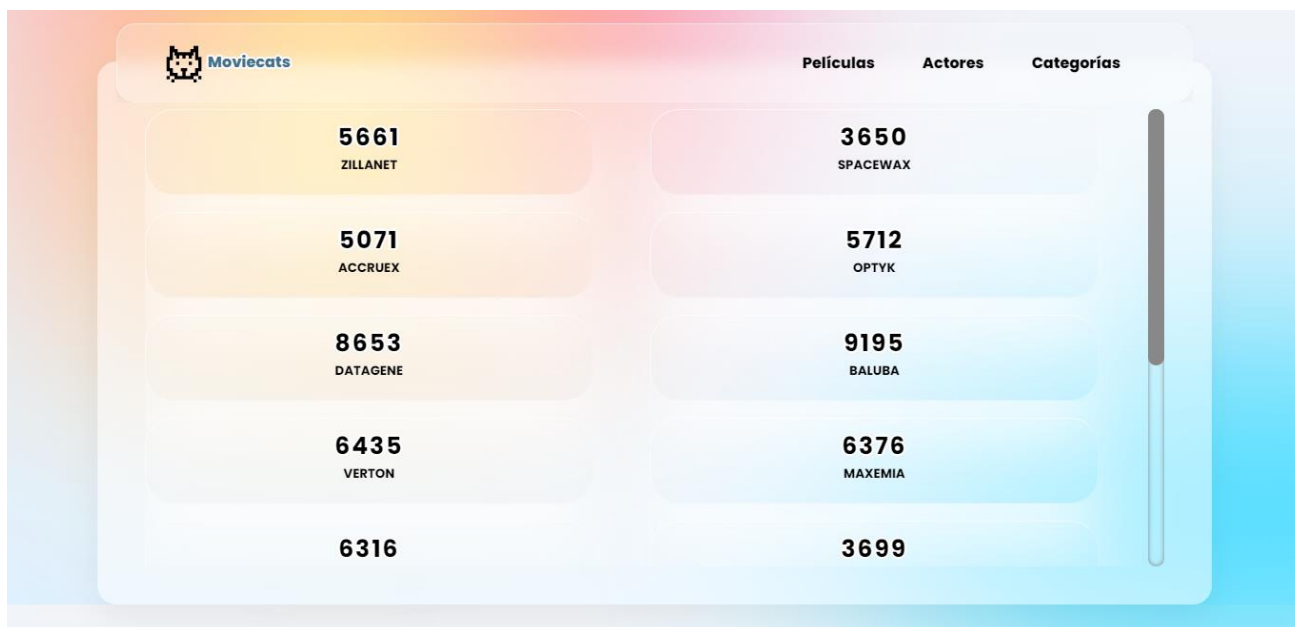 Moviecats Películas Actores Categorías
5661 3650
ZILLANET SPACEWAX
5071 5712
ACCRUEX OPTYK
8653 9195
DATAGENE BALUBA
6435 6376
VERTON MAXEMIA
6316 3699